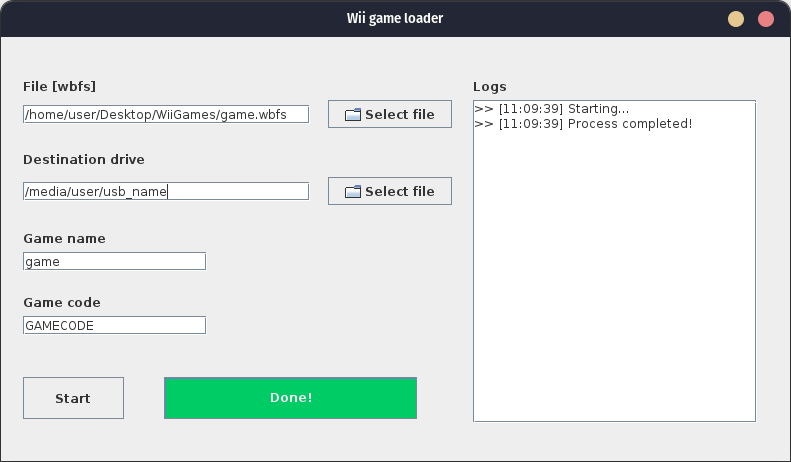 Wii game loader
File [wbfs]
/home/user/Desktop/WiiGames/game.wbfs
Select file
Destination drive
/media/user/usb_name
Select file
Game name
game
Game code
GAMECODE
Start
Done!
Logs
>> [11:09:39] Starting...
>> [11:09:39] Process completed!